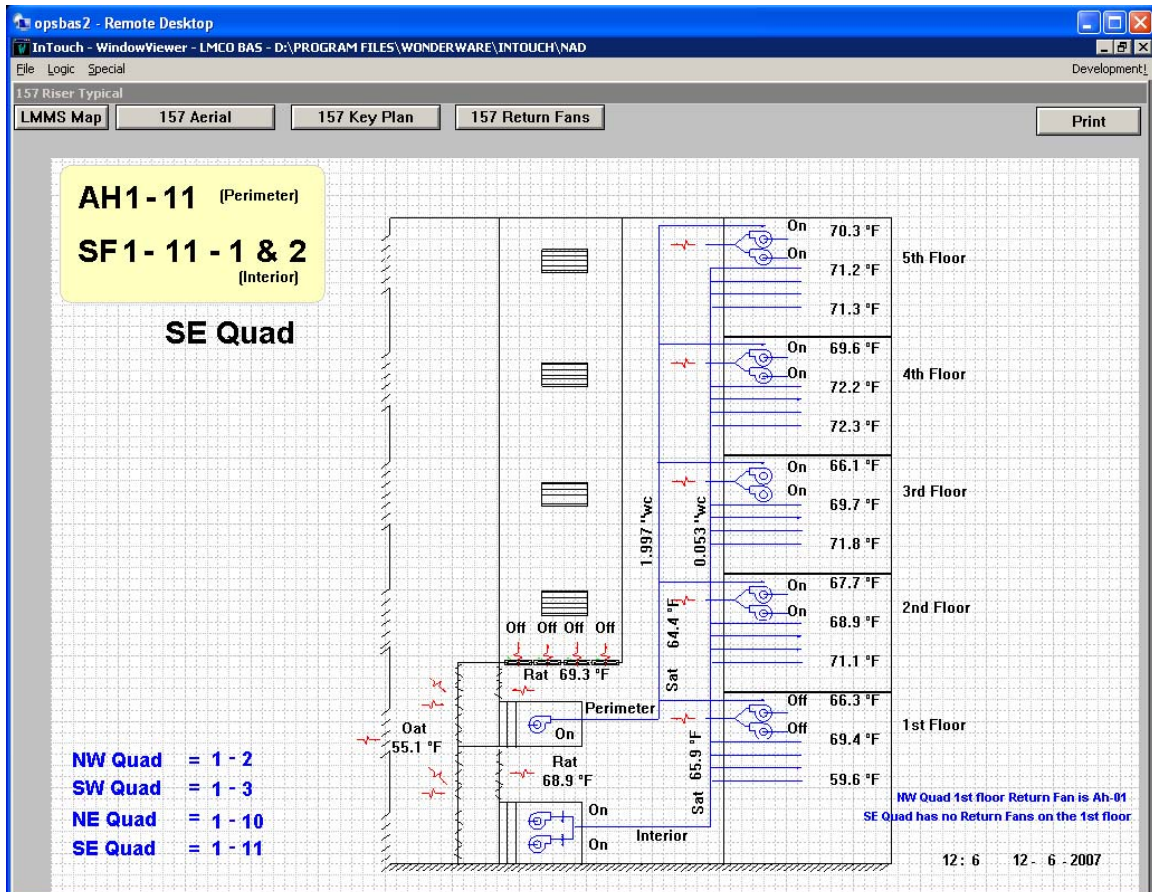 opsbas2 - Remote Desktop
InTouch - WindowViewer - LMCO BAS - D:\PROGRAM FILES\WONDERWARE\INTOUCH\NAD
File Logic Special Development!
157 Riser Typical
LMMS Map 157 Aerial 157 Key Plan 157 Return Fans Print
AH1-11 (Perimeter)
SF1-11-1 & 2
(Interior)
SE Quad
On 70.3 °F
On
71.2 °F
5th Floor
71.3 °F
On 69.6 °F
On
72.2 °F
4th Floor
72.3 °F
On 66.1 °F
On
69.7 °F
3rd Floor
71.8 °F
1.997 "wc
0.053 "wc
On 67.7 °F
On
68.9 °F
2nd Floor
71.1 °F
Sat 64.4 °F
Off Off Off Off
Rat 69.3 °F
Perimeter
On
Off 66.3 °F
Off
69.4 °F
1st Floor
59.6 °F
Sat 65.9 °F
Oat
55.1 °F
Rat
68.9 °F
On
On
Interior
NW Quad = 1 - 2
SW Quad = 1 - 3
NE Quad = 1 - 10
SE Quad = 1 - 11
NW Quad 1st floor Return Fan is Ah-01
SE Quad has no Return Fans on the 1st floor
12: 6 12- 6 -2007